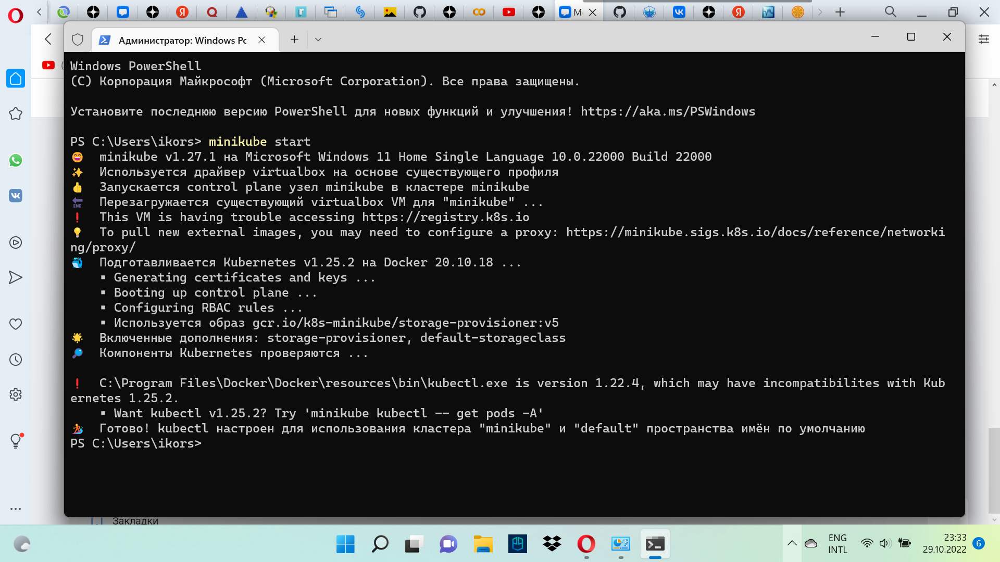 Администратор: Windows Pc
Windows PowerShell
(C) Корпорация Майкрософт (Microsoft Corporation). Все права защищены.
Установите последнюю версию PowerShell для новых функций и улучшения! https://aka.ms/PSWindows
PS C:\Users\ikors> minikube start
minikube v1.27.1 на Microsoft Windows 11 Home Single Language 10.0.22000 Build 22000
Используется драйвер virtualbox на основе существующего профиля
Запускается control plane узел minikube в кластере minikube
Перезагружается существующий virtualbox VM для "minikube" ...
This VM is having trouble accessing https://registry.k8s.io
To pull new external images, you may need to configure a proxy: https://minikube.sigs.k8s.io/docs/reference/networki
ng/proxy/
Подготавливается Kubernetes v1.25.2 на Docker 20.10.18 ...
▪ Generating certificates and keys ...
▪ Booting up control plane ...
▪ Configuring RBAC rules ...
▪ Используется образ gcr.io/k8s-minikube/storage-provisioner:v5
Включенные дополнения: storage-provisioner, default-storageclass
Компоненты Kubernetes проверяются ...
C:\Program Files\Docker\Docker\resources\bin\kubectl.exe is version 1.22.4, which may have incompatibilites with Kub
ernetes 1.25.2.
▪ Want kubectl v1.25.2? Try 'minikube kubectl -- get pods -A'
Готово! kubectl настроен для использования кластера "minikube" и "default" пространства имён по умолчанию
PS C:\Users\ikors>
Закладки
ENG
INTL
23:33
29.10.2022
6